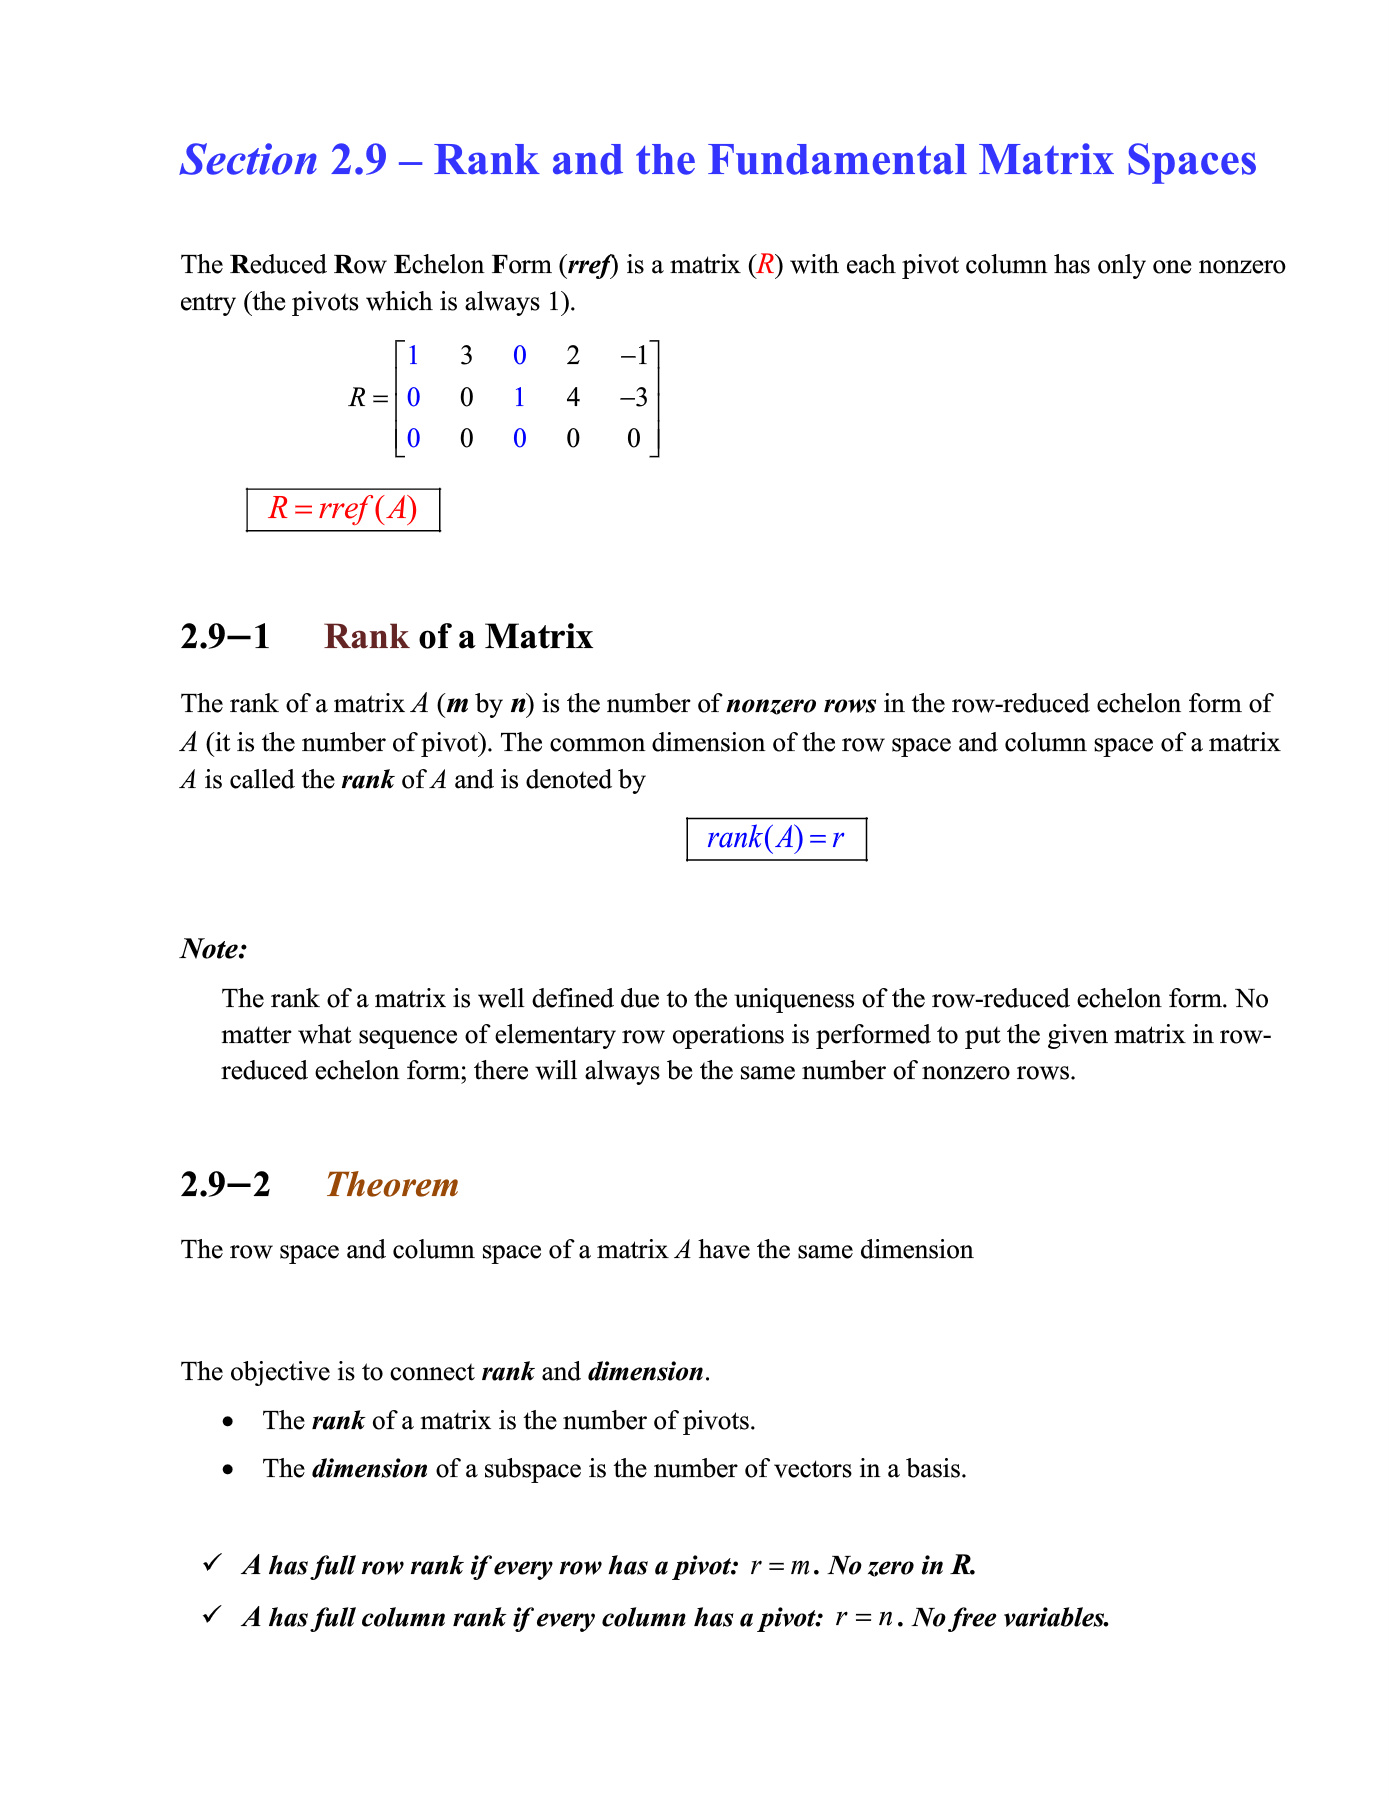 Section 2.9 – Rank and the Fundamental Matrix Spaces
The Reduced Row Echelon Form (rref) is a matrix (R) with each pivot column has only one nonzero
entry (the pivots which is always 1).
1 3 0 2 −1
R = 0 0 1 4 −3
0 0 0 0 0
R = rref (A)
2.9−1 Rank of a Matrix
The rank of a matrix A (m by n) is the number of nonzero rows in the row-reduced echelon form of
A (it is the number of pivot). The common dimension of the row space and column space of a matrix
A is called the rank of A and is denoted by
rank(A) = r
Note:
The rank of a matrix is well defined due to the uniqueness of the row-reduced echelon form. No
matter what sequence of elementary row operations is performed to put the given matrix in row-
reduced echelon form; there will always be the same number of nonzero rows.
2.9−2 Theorem
The row space and column space of a matrix A have the same dimension
The objective is to connect rank and dimension.
• The rank of a matrix is the number of pivots.
• The dimension of a subspace is the number of vectors in a basis.
✓ A has full row rank if every row has a pivot: r = m. No zero in R.
✓ A has full column rank if every column has a pivot: r = n. No free variables.